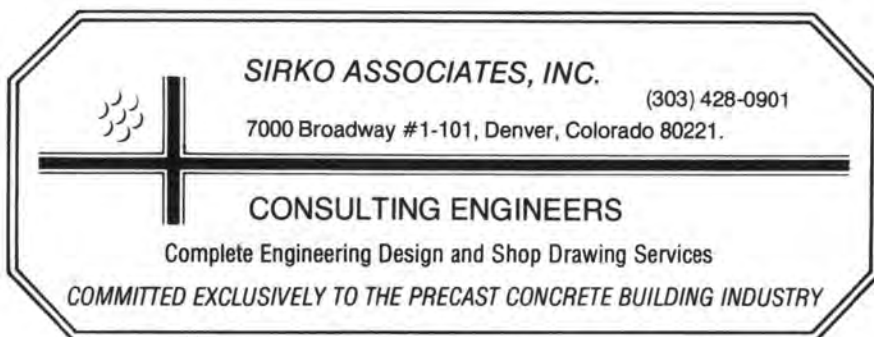 SIRKO ASSOCIATES, INC.
(303) 428-0901
7000 Broadway #1-101, Denver, Colorado 80221.
CONSULTING ENGINEERS
Complete Engineering Design and Shop Drawing Services
COMMITTED EXCLUSIVELY TO THE PRECAST CONCRETE BUILDING INDUSTRY